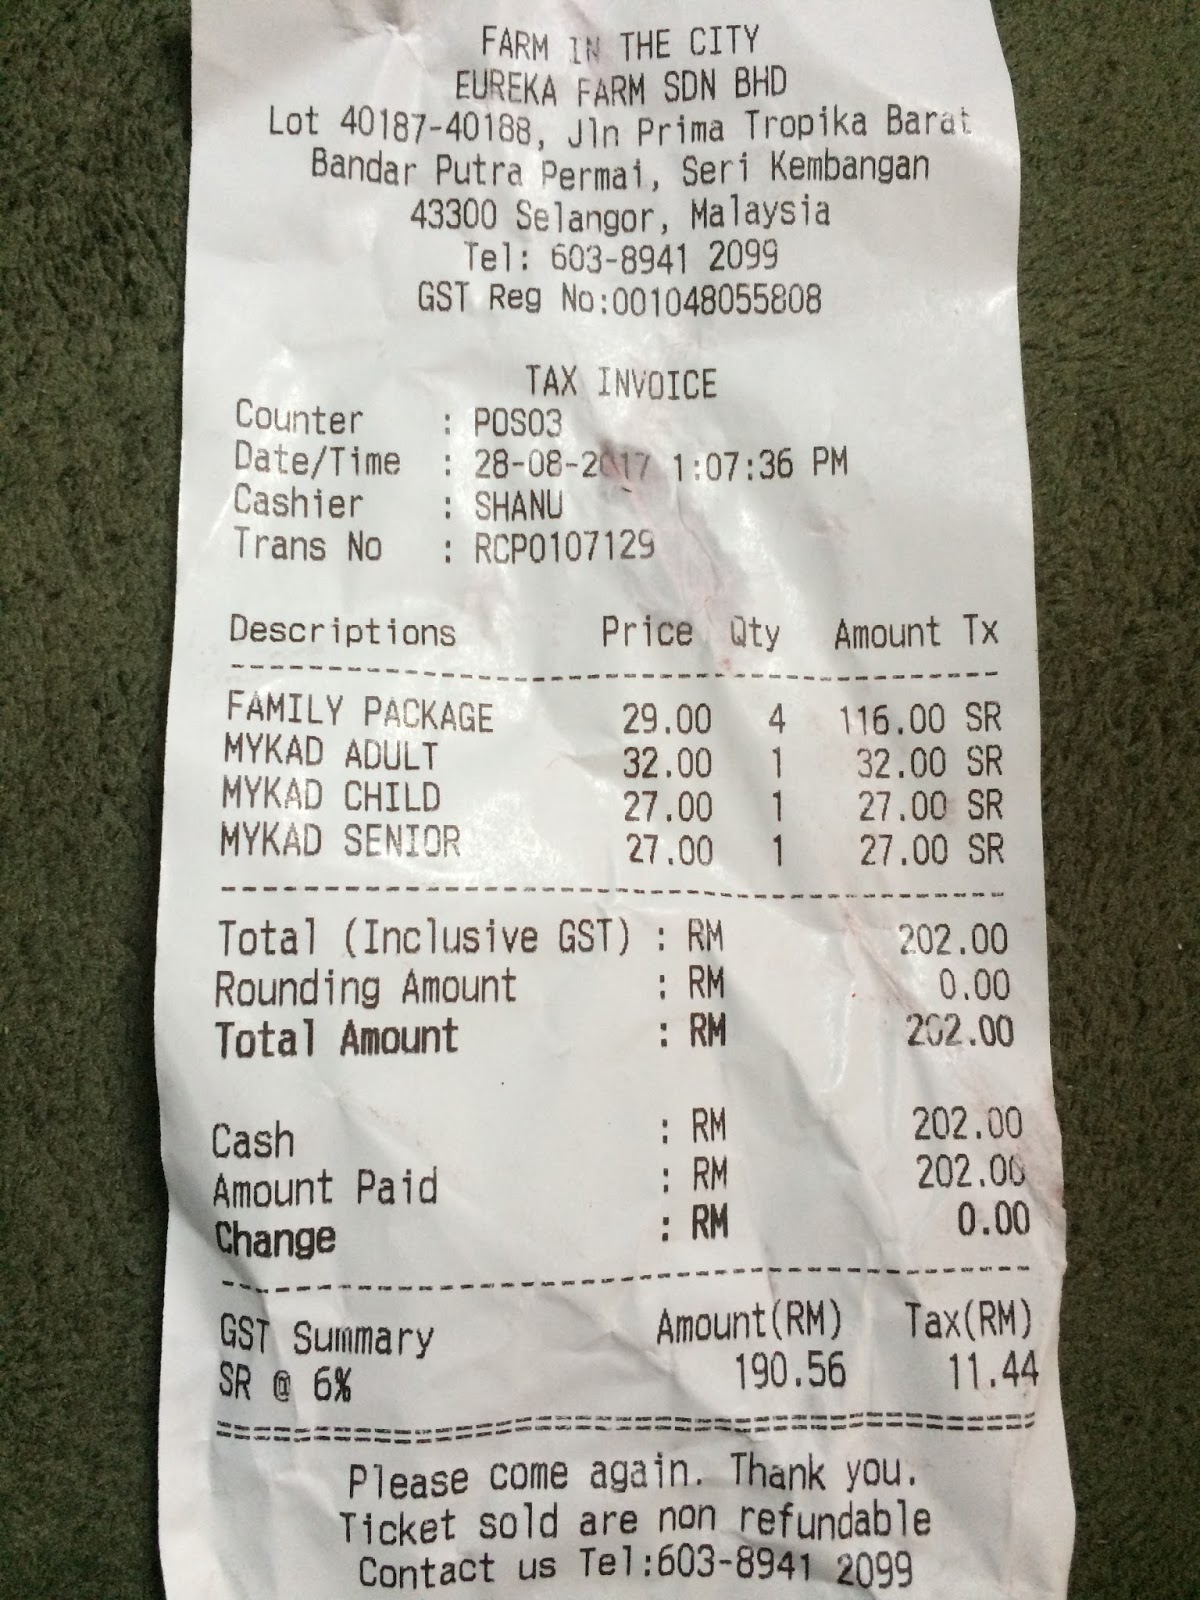 FARM IN THE CITY
EUREKA FARM SDN BHD
Lot 40187-40188, Jln Prima Tropika Barat
Bandar Putra Permai, Seri Kembangan
43300 Selangor, Malaysia
Tel: 603-8941 2099
GST Reg No:001048055808
TAX INVOICE
Counter : POS03
Date/Time : 28-08-2017 1:07:36 PM
Cashier : SHANU
Trans No : RCP0107129
Descriptions Price Qty Amount Tx
FAMILY PACKAGE 29.00 4 116.00 SR
MYKAD ADULT 32.00 1 32.00 SR
MYKAD CHILD 27.00 1 27.00 SR
MYKAD SENIOR 27.00 1 27.00 SR
Total (Inclusive GST) : RM 202.00
Rounding Amount : RM 0.00
Total Amount : RM 202.00
Cash : RM 202.00
Amount Paid : RM 202.00
Change : RM 0.00
GST Summary Amount(RM) Tax(RM)
SR @ 6% 190.56 11.44
Please come again. Thank you.
Ticket sold are non refundable
Contact us Tel:603-8941 2099